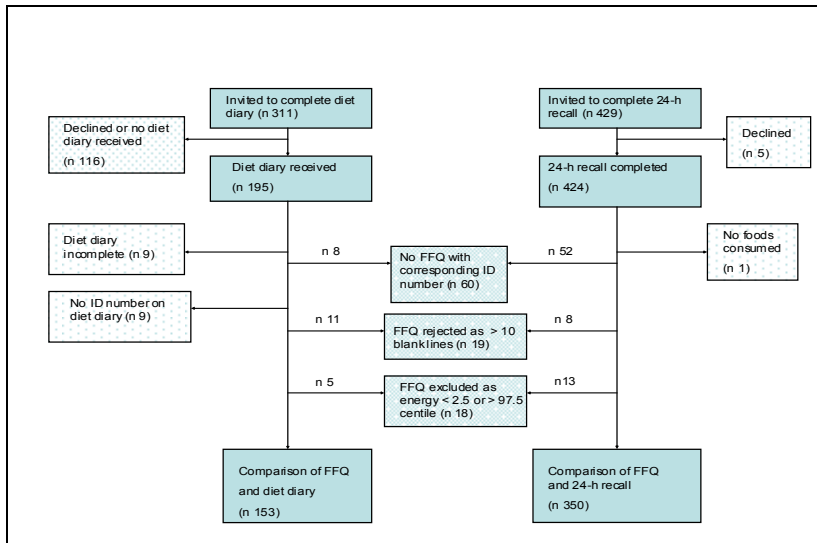 Invited to complete diet
diary (n 311)
Invited to complete 24-h
recall (n 429)
Declined or no diet
diary received
(n 116)
Declined
(n 5)
Diet diary received
(n 195)
24-h recall completed
(n 424)
Diet diary
incomplete (n 9)
n 8
No FFQ with
corresponding ID
number (n 60)
n 52
No foods
consumed
(n 1)
No ID number on
diet diary (n 9)
n 11
FFQ rejected as > 10
blank lines (n 19)
n 8
n 5
FFQ excluded as
energy < 2.5 or > 97.5
centile (n 18)
n13
Comparison of FFQ
and diet diary
(n 153)
Comparison of FFQ
and 24-h recall
(n 350)